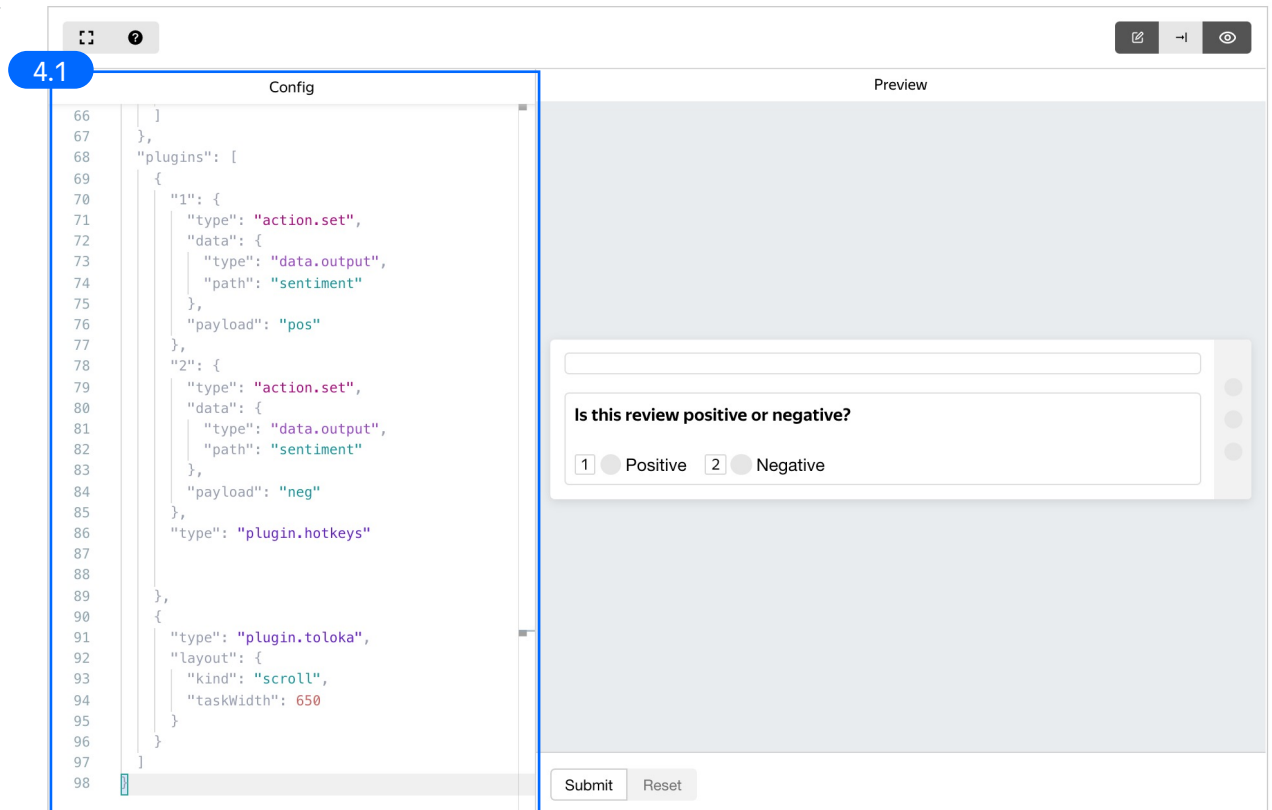 4.1
Config
Preview
66 ]
67 },
68 "plugins": [
69 {
70 "1": {
71 "type": "action.set",
72 "data": {
73 "type": "data.output",
74 "path": "sentiment"
75 },
76 "payload": "pos"
77 },
78 "2": {
79 "type": "action.set",
80 "data": {
81 "type": "data.output",
82 "path": "sentiment"
83 },
84 "payload": "neg"
85 },
86 "type": "plugin.hotkeys"
87
88
89 },
90 {
91 "type": "plugin.toloka",
92 "layout": {
93 "kind": "scroll",
94 "taskWidth": 650
95 }
96 }
97 ]
98 }
Is this review positive or negative?
1 Positive 2 Negative
Submit Reset